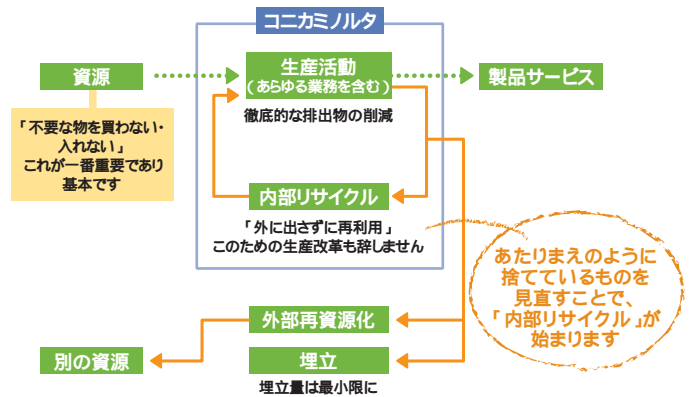 コニカミノルタ
資源
生産活動
(あらゆる業務を含む)
製品サービス
「不要な物を買わない・
入れない」
これが一番重要であり
基本です
徹底的な排出物の削減
内部リサイクル
「外に出さずに再利用」
このための生産改革も辞しません
あたりまえのように
捨てているものを
見直すことで、
「内部リサイクル」が
始まります
外部再資源化
別の資源
埋立
埋立量は最小限に